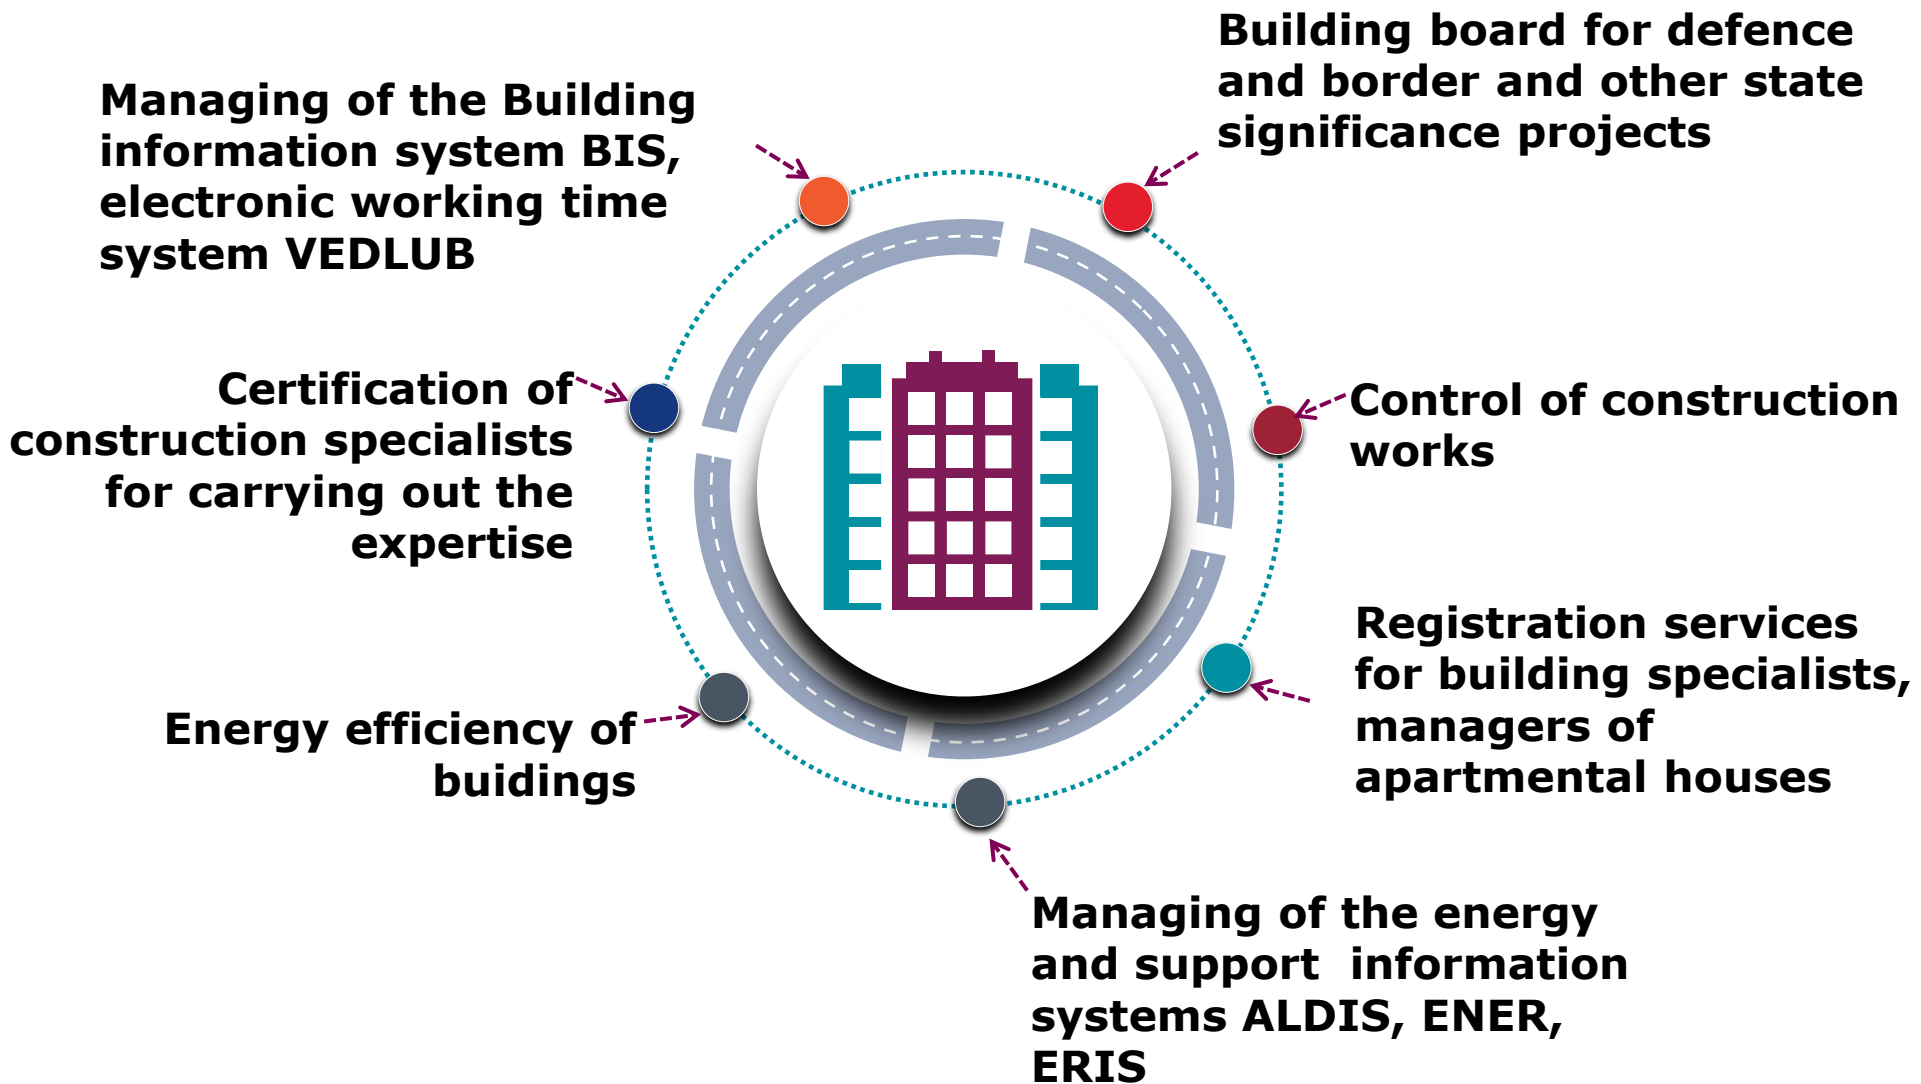 Building board for defence
and border and other state
significance projects
Managing of the Building
information system BIS,
electronic working time
system VEDLUB
Certification of
construction specialists
for carrying out the
expertise
Control of construction
works
Registration services
for building specialists,
managers of
apartmental houses
Energy efficiency of
buidings
Managing of the energy
and support  information
systems ALDIS, ENER,
ERIS